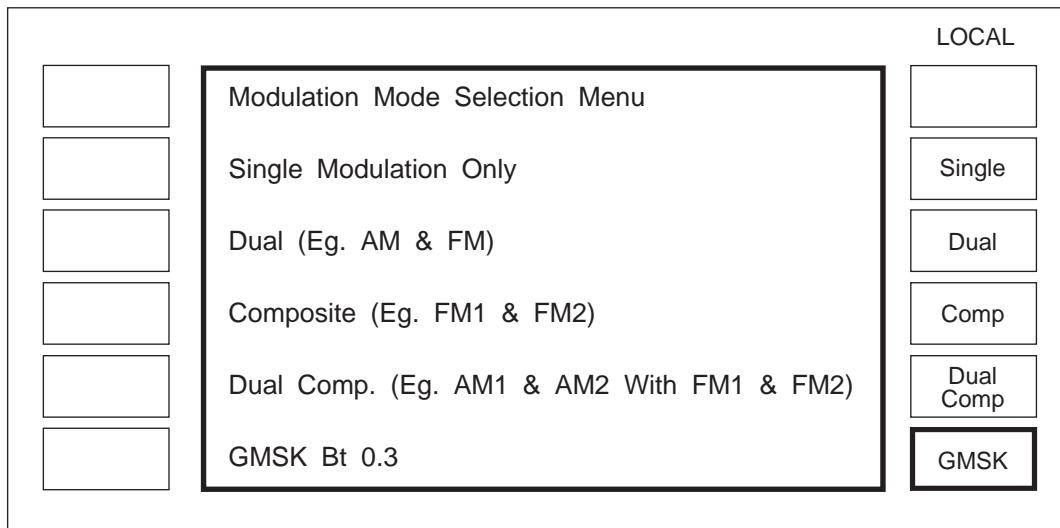 LOCAL
Modulation Mode Selection Menu
Single Modulation Only
Single
Dual (Eg. AM & FM)
Dual
Composite (Eg. FM1 & FM2)
Comp
Dual Comp. (Eg. AM1 & AM2 With FM1 & FM2)
Dual
Comp
GMSK Bt 0.3
GMSK